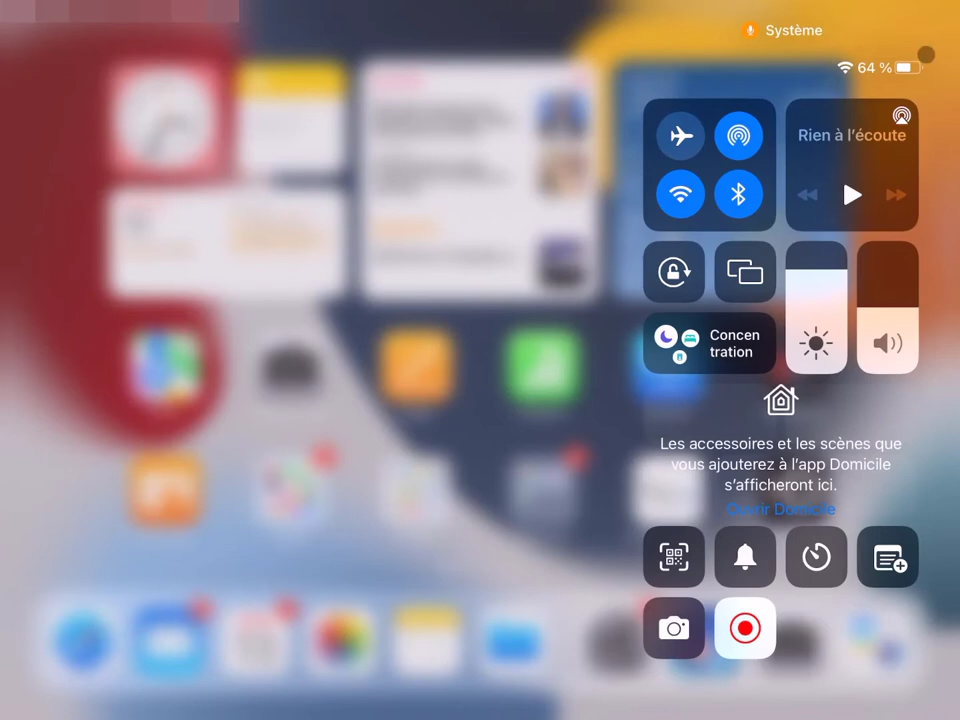 Système
64 %
Rien à l’écoute
Concen
tration
Les accessoires et les scènes que
vous ajouterez à l’app Domicile
s’afficheront ici.
Ouvrir Domicile